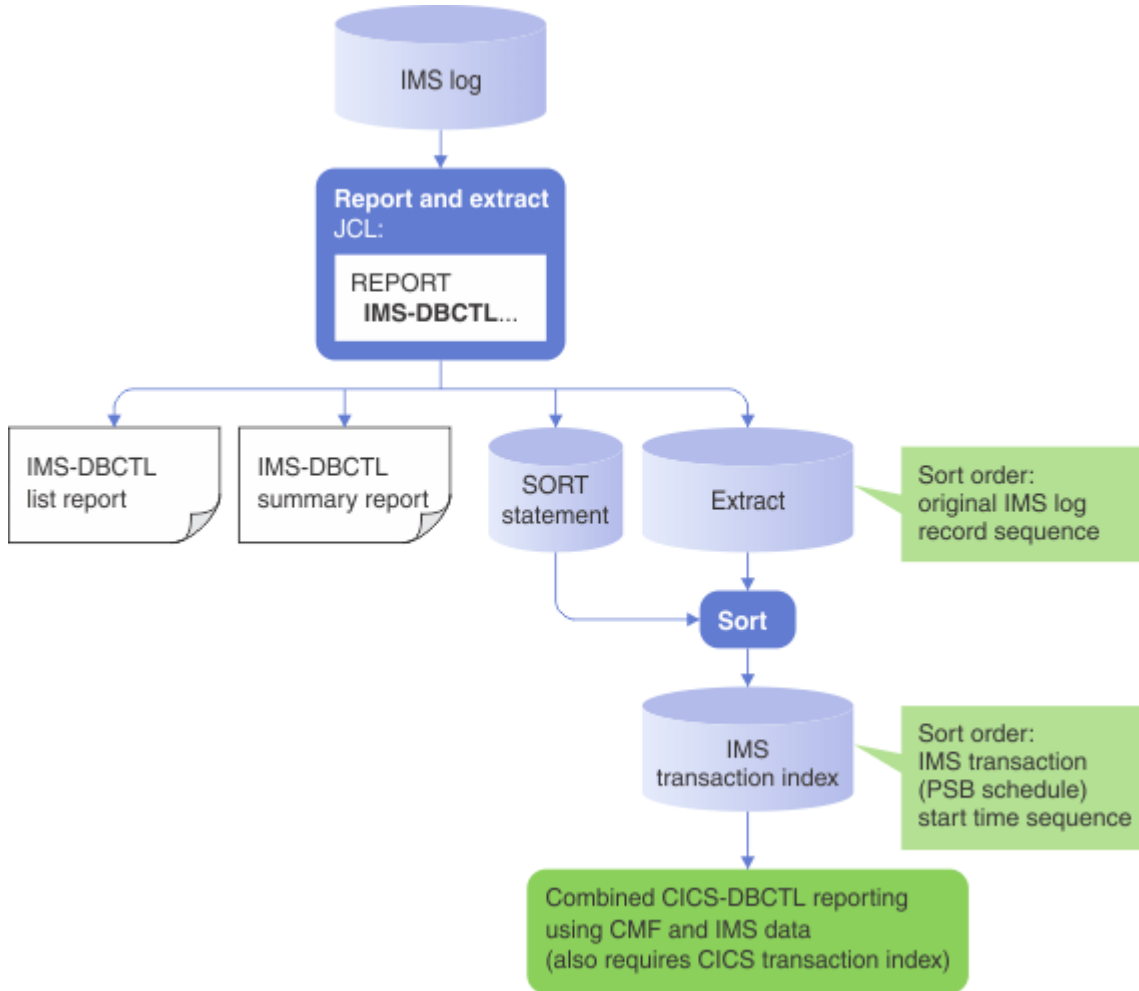 IMS log
Report and extract
JCL:
REPORT
IMS-DBCTL...
IMS-DBCTL
list report
IMS-DBCTL
summary report
SORT
statement
Extract
Sort order:
original IMS log
record sequence
Sort
IMS
transaction index
Sort order:
IMS transaction
(PSB schedule)
start time sequence
Combined CICS-DBCTL reporting
using CMF and IMS data
(also requires CICS transaction index)